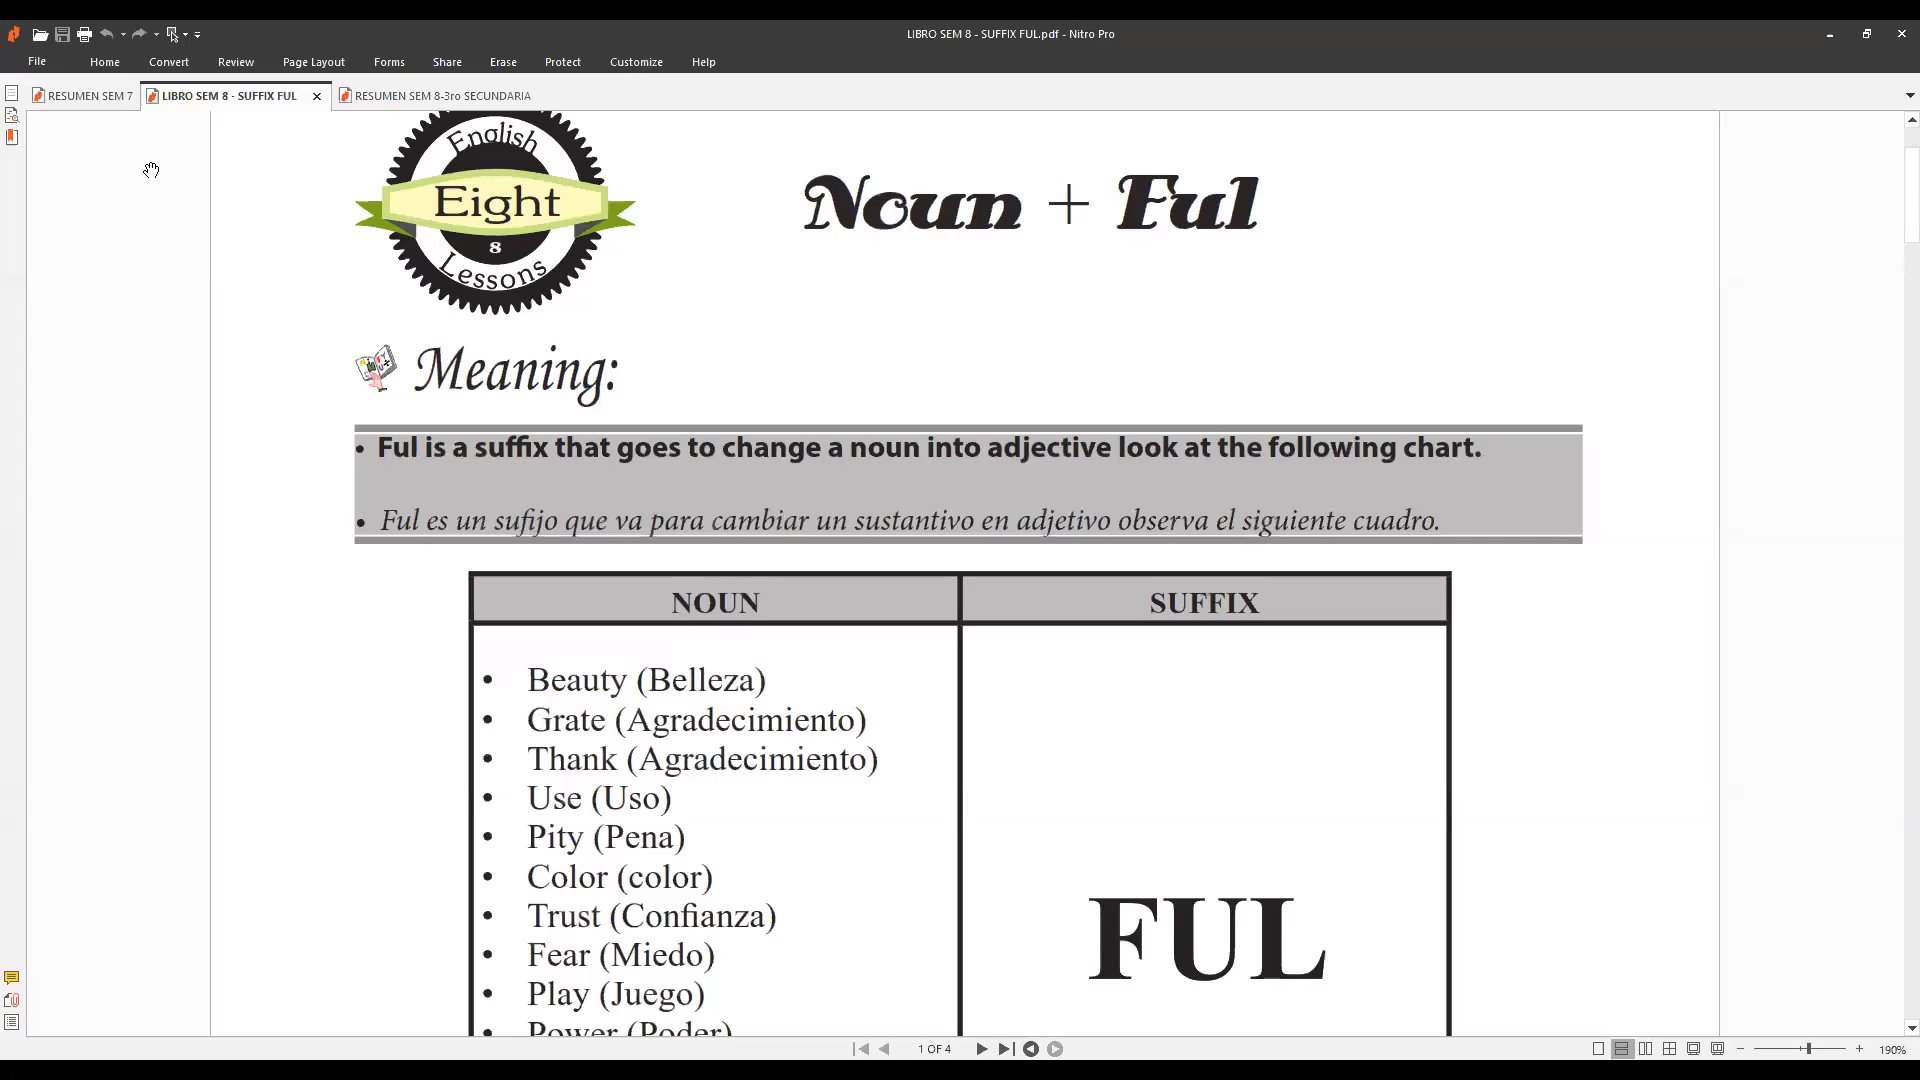 LIBRO SEM 8 - SUFFIX FUL.pdf - Nitro Pro
File Home Convert Review Page Layout Forms Share Erase Protect Customize Help
RESUMEN SEM 7 LIBRO SEM 8 - SUFFIX FUL RESUMEN SEM 8-3ro SECUNDARIA
English
Eight
8
Lessons
Noun + Ful
Meaning:
• Ful is a suffix that goes to change a noun into adjective look at the following chart.
• Ful es un sufijo que va para cambiar un sustantivo en adjetivo observa el siguiente cuadro.
NOUN SUFFIX
• Beauty (Belleza)
• Grate (Agradecimiento)
• Thank (Agradecimiento)
• Use (Uso)
• Pity (Pena)
• Color (color)
• Trust (Confianza)
• Fear (Miedo)
• Play (Juego)
• Power (Poder)
FUL
1 OF 4
190%